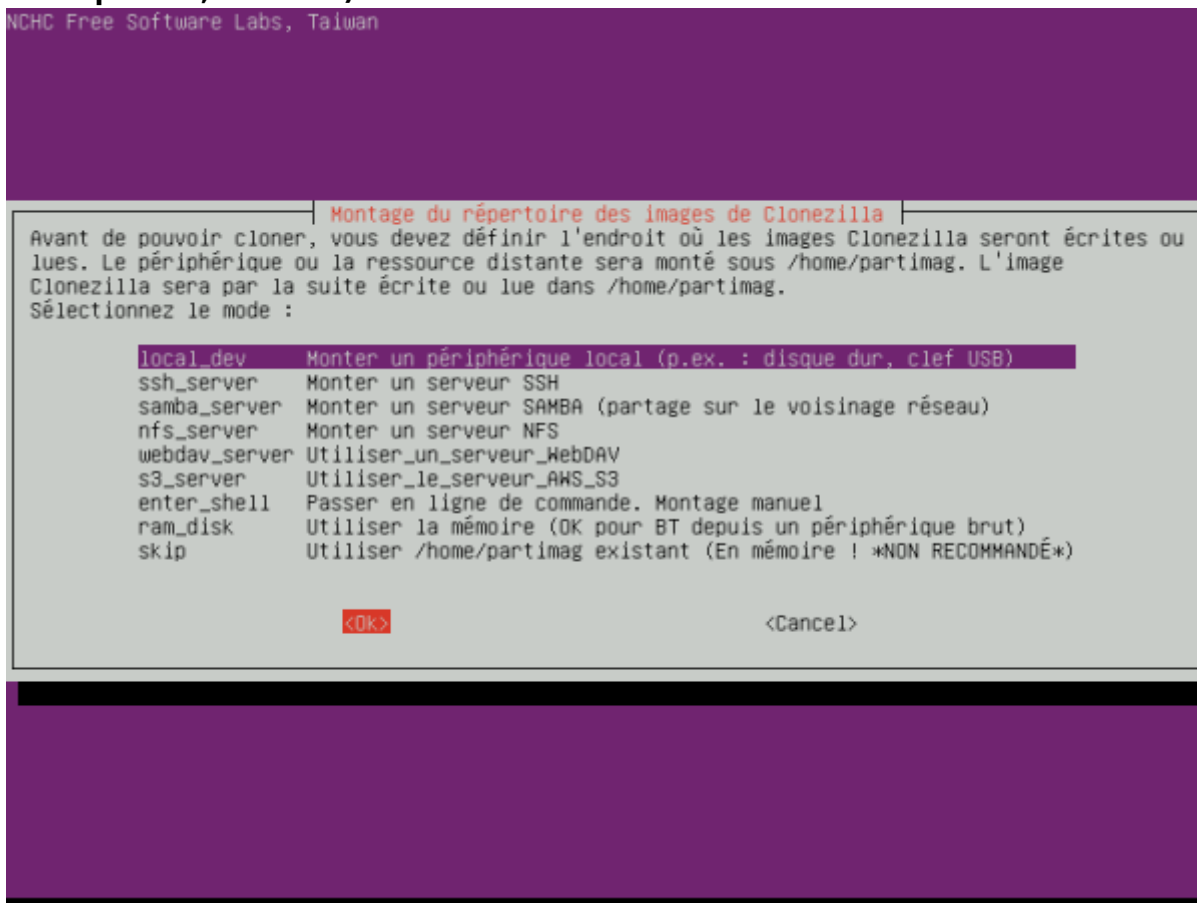 NCHC Free Software Labs, Taiwan
Montage du répertoire des images de Clonezilla
Avant de pouvoir cloner, vous devez définir l'endroit où les images Clonezilla seront écrites ou
lues. Le périphérique ou la ressource distante sera monté sous /home/partimag. L'image
Clonezilla sera par la suite écrite ou lue dans /home/partimag.
Sélectionnez le mode :
local_dev Monter un périphérique local (p.ex. : disque dur, clef USB)
ssh_server Monter un serveur SSH
samba_server Monter un serveur SAMBA (partage sur le voisinage réseau)
nfs_server Monter un serveur NFS
webdav_server Utiliser_un_serveur_WebDAV
s3_server Utiliser_le_serveur_AWS_S3
enter_shell Passer en ligne de commande. Montage manuel
ram_disk Utiliser la mémoire (OK pour BT depuis un périphérique brut)
skip Utiliser /home/partimag existant (En mémoire ! *NON RECOMMANDÉ*)
<Ok> <Cancel>